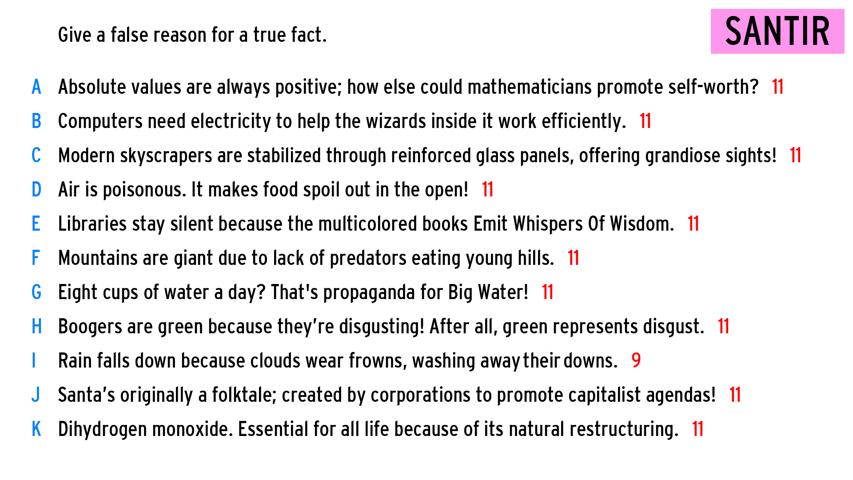 Give a false reason for a true fact.
SANTIR
A Absolute values are always positive; how else could mathematicians promote self-worth? 11
B Computers need electricity to help the wizards inside it work efficiently. 11
C Modern skyscrapers are stabilized through reinforced glass panels, offering grandiose sights! 11
D Air is poisonous. It makes food spoil out in the open! 11
E Libraries stay silent because the multicolored books Emit Whispers Of Wisdom. 11
F Mountains are giant due to lack of predators eating young hills. 11
G Eight cups of water a day? That's propaganda for Big Water! 11
H Boogers are green because they’re disgusting! After all, green represents disgust. 11
I Rain falls down because clouds wear frowns, washing away their downs. 9
J Santa’s originally a folktale; created by corporations to promote capitalist agendas! 11
K Dihydrogen monoxide. Essential for all life because of its natural restructuring. 11